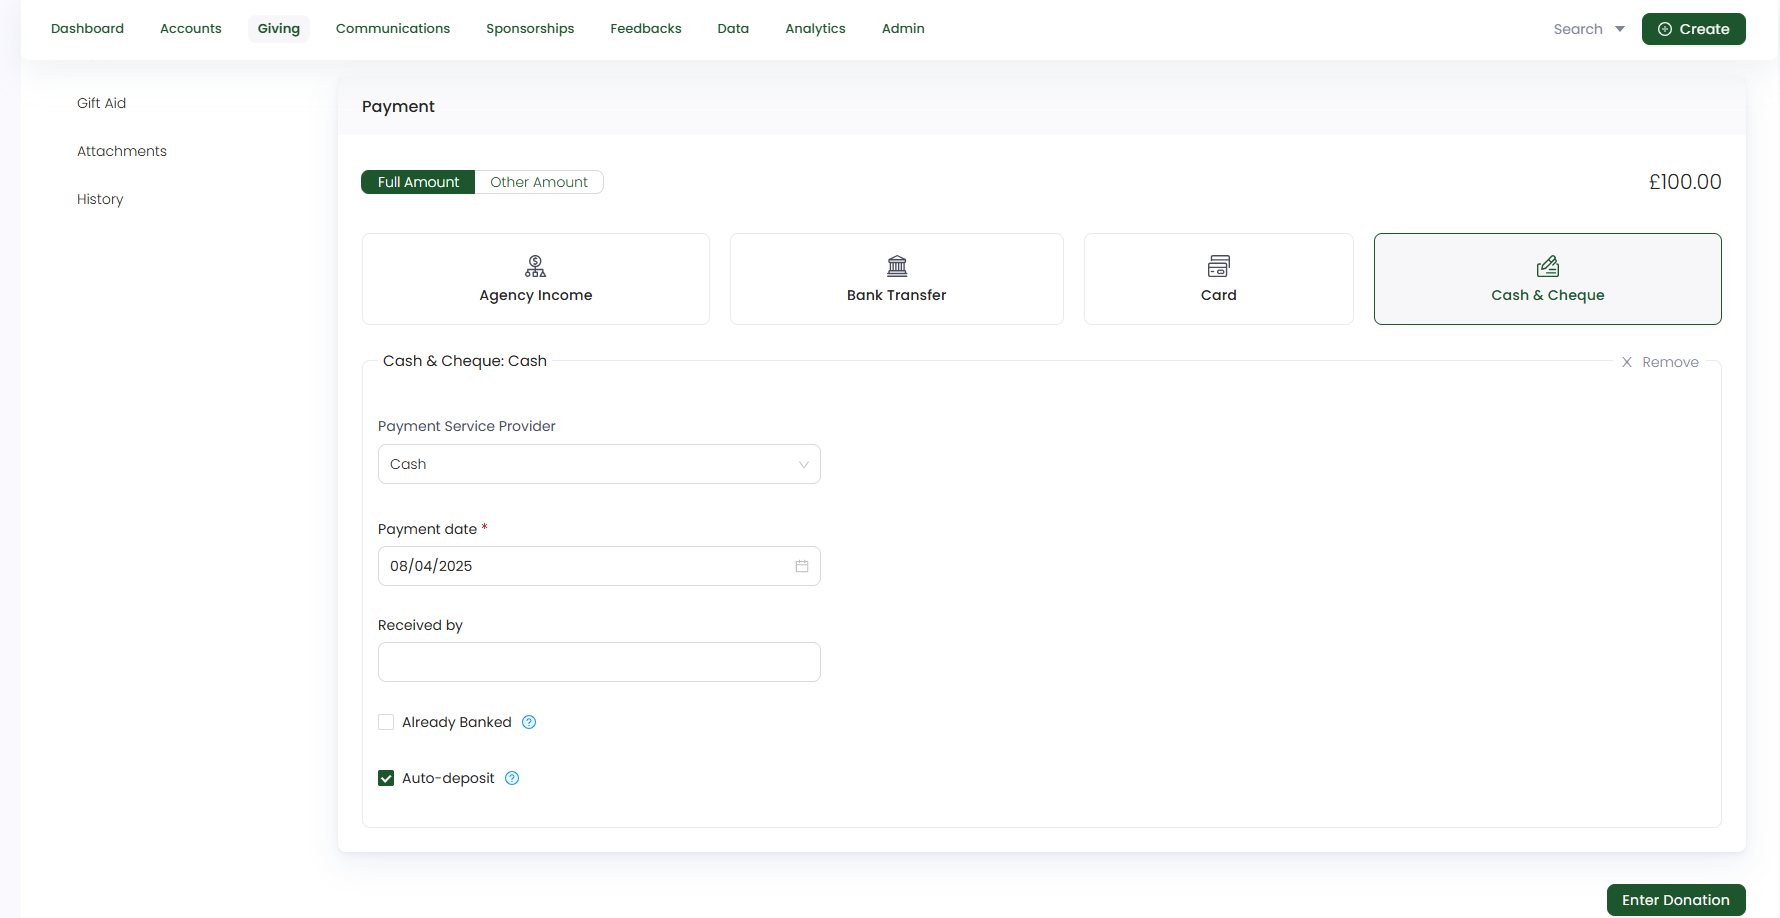 Dashboard Accounts Giving Communications Sponsorships Feedbacks Data Analytics Admin Search Create
Gift Aid
Attachments
History
Payment
Full Amount Other Amount £100.00
Agency Income Bank Transfer Card Cash & Cheque
Cash & Cheque: Cash X Remove
Payment Service Provider
Cash
Payment date *
08/04/2025
Received by
Already Banked ?
Auto-deposit ?
Enter Donation